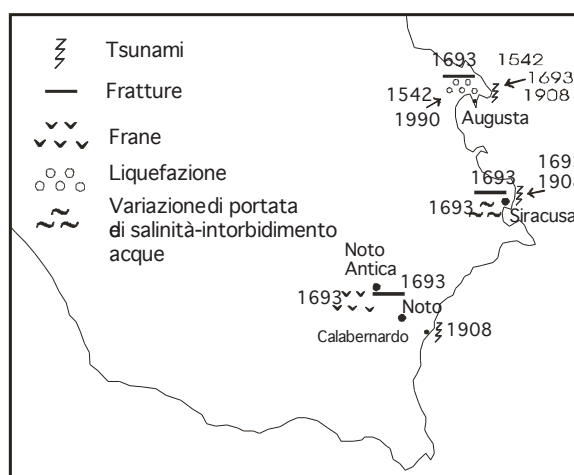 Tsunami
Fratture
Frane
Liquefazione
Variazione di portata
e di salinità-intorbidimento
acque
1693
1542
1693
1908
1542
1990
Augusta
1693
1693
Siracusa
Noto
Antica
1693
1693
Noto
Calabernardo
1908